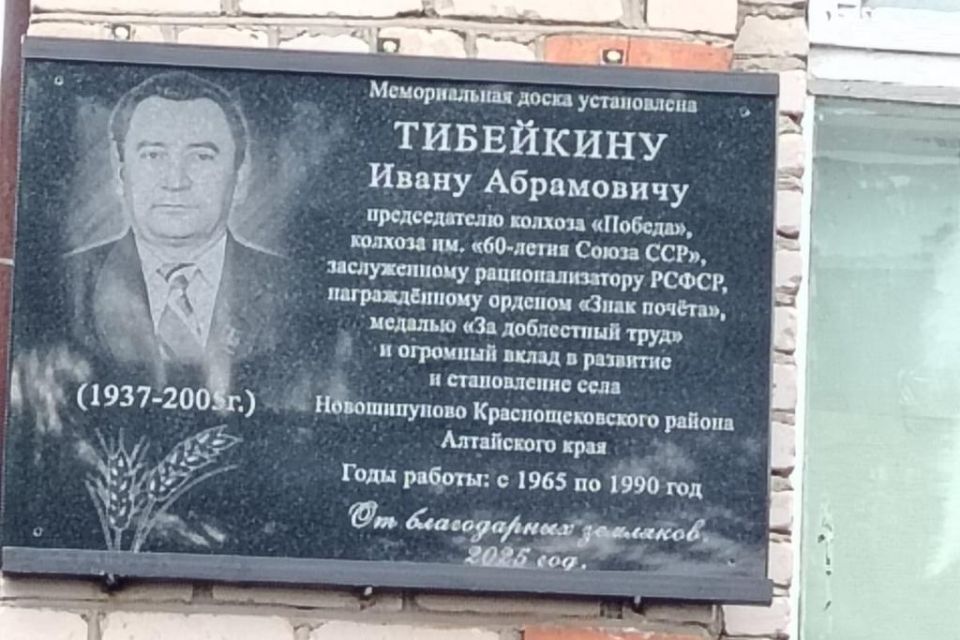 Мемориальная доска установлена
ТИБЕЙКИНУ
Ивану Абрамовичу
председателю колхоза «Победа»,
колхоза им. «60-летия Союза ССР»,
заслуженному рационализатору РСФСР,
награждённому орденом «Знак почёта»,
медалью «За доблестный труд»
и огромный вклад в развитие
и становление села
Новошипуново Краснощековского района
Алтайского края
Годы работы: с 1965 по 1990 год
От благодарных земляков.
2025 год.
(1937-2005г.)